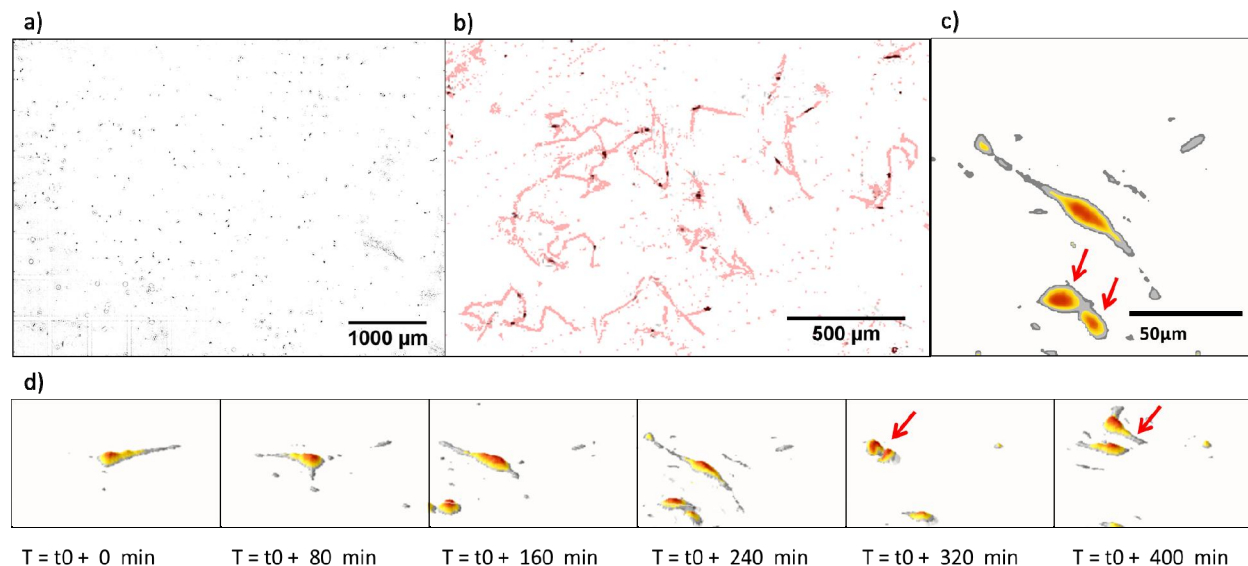 a)
b)
c)
1000 µm
500 µm
50µm
d)
T = t0 + 0 min
T = t0 + 80 min
T = t0 + 160 min
T = t0 + 240 min
T = t0 + 320 min
T = t0 + 400 min